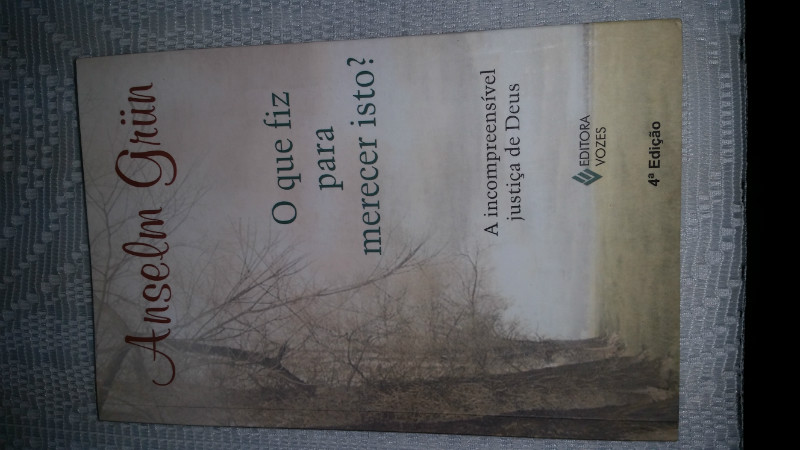 Anselm Grün
O que fiz
para
merecer isto?
A incompreensível
justiça de Deus
EDITORA
VOZES
4ª Edição